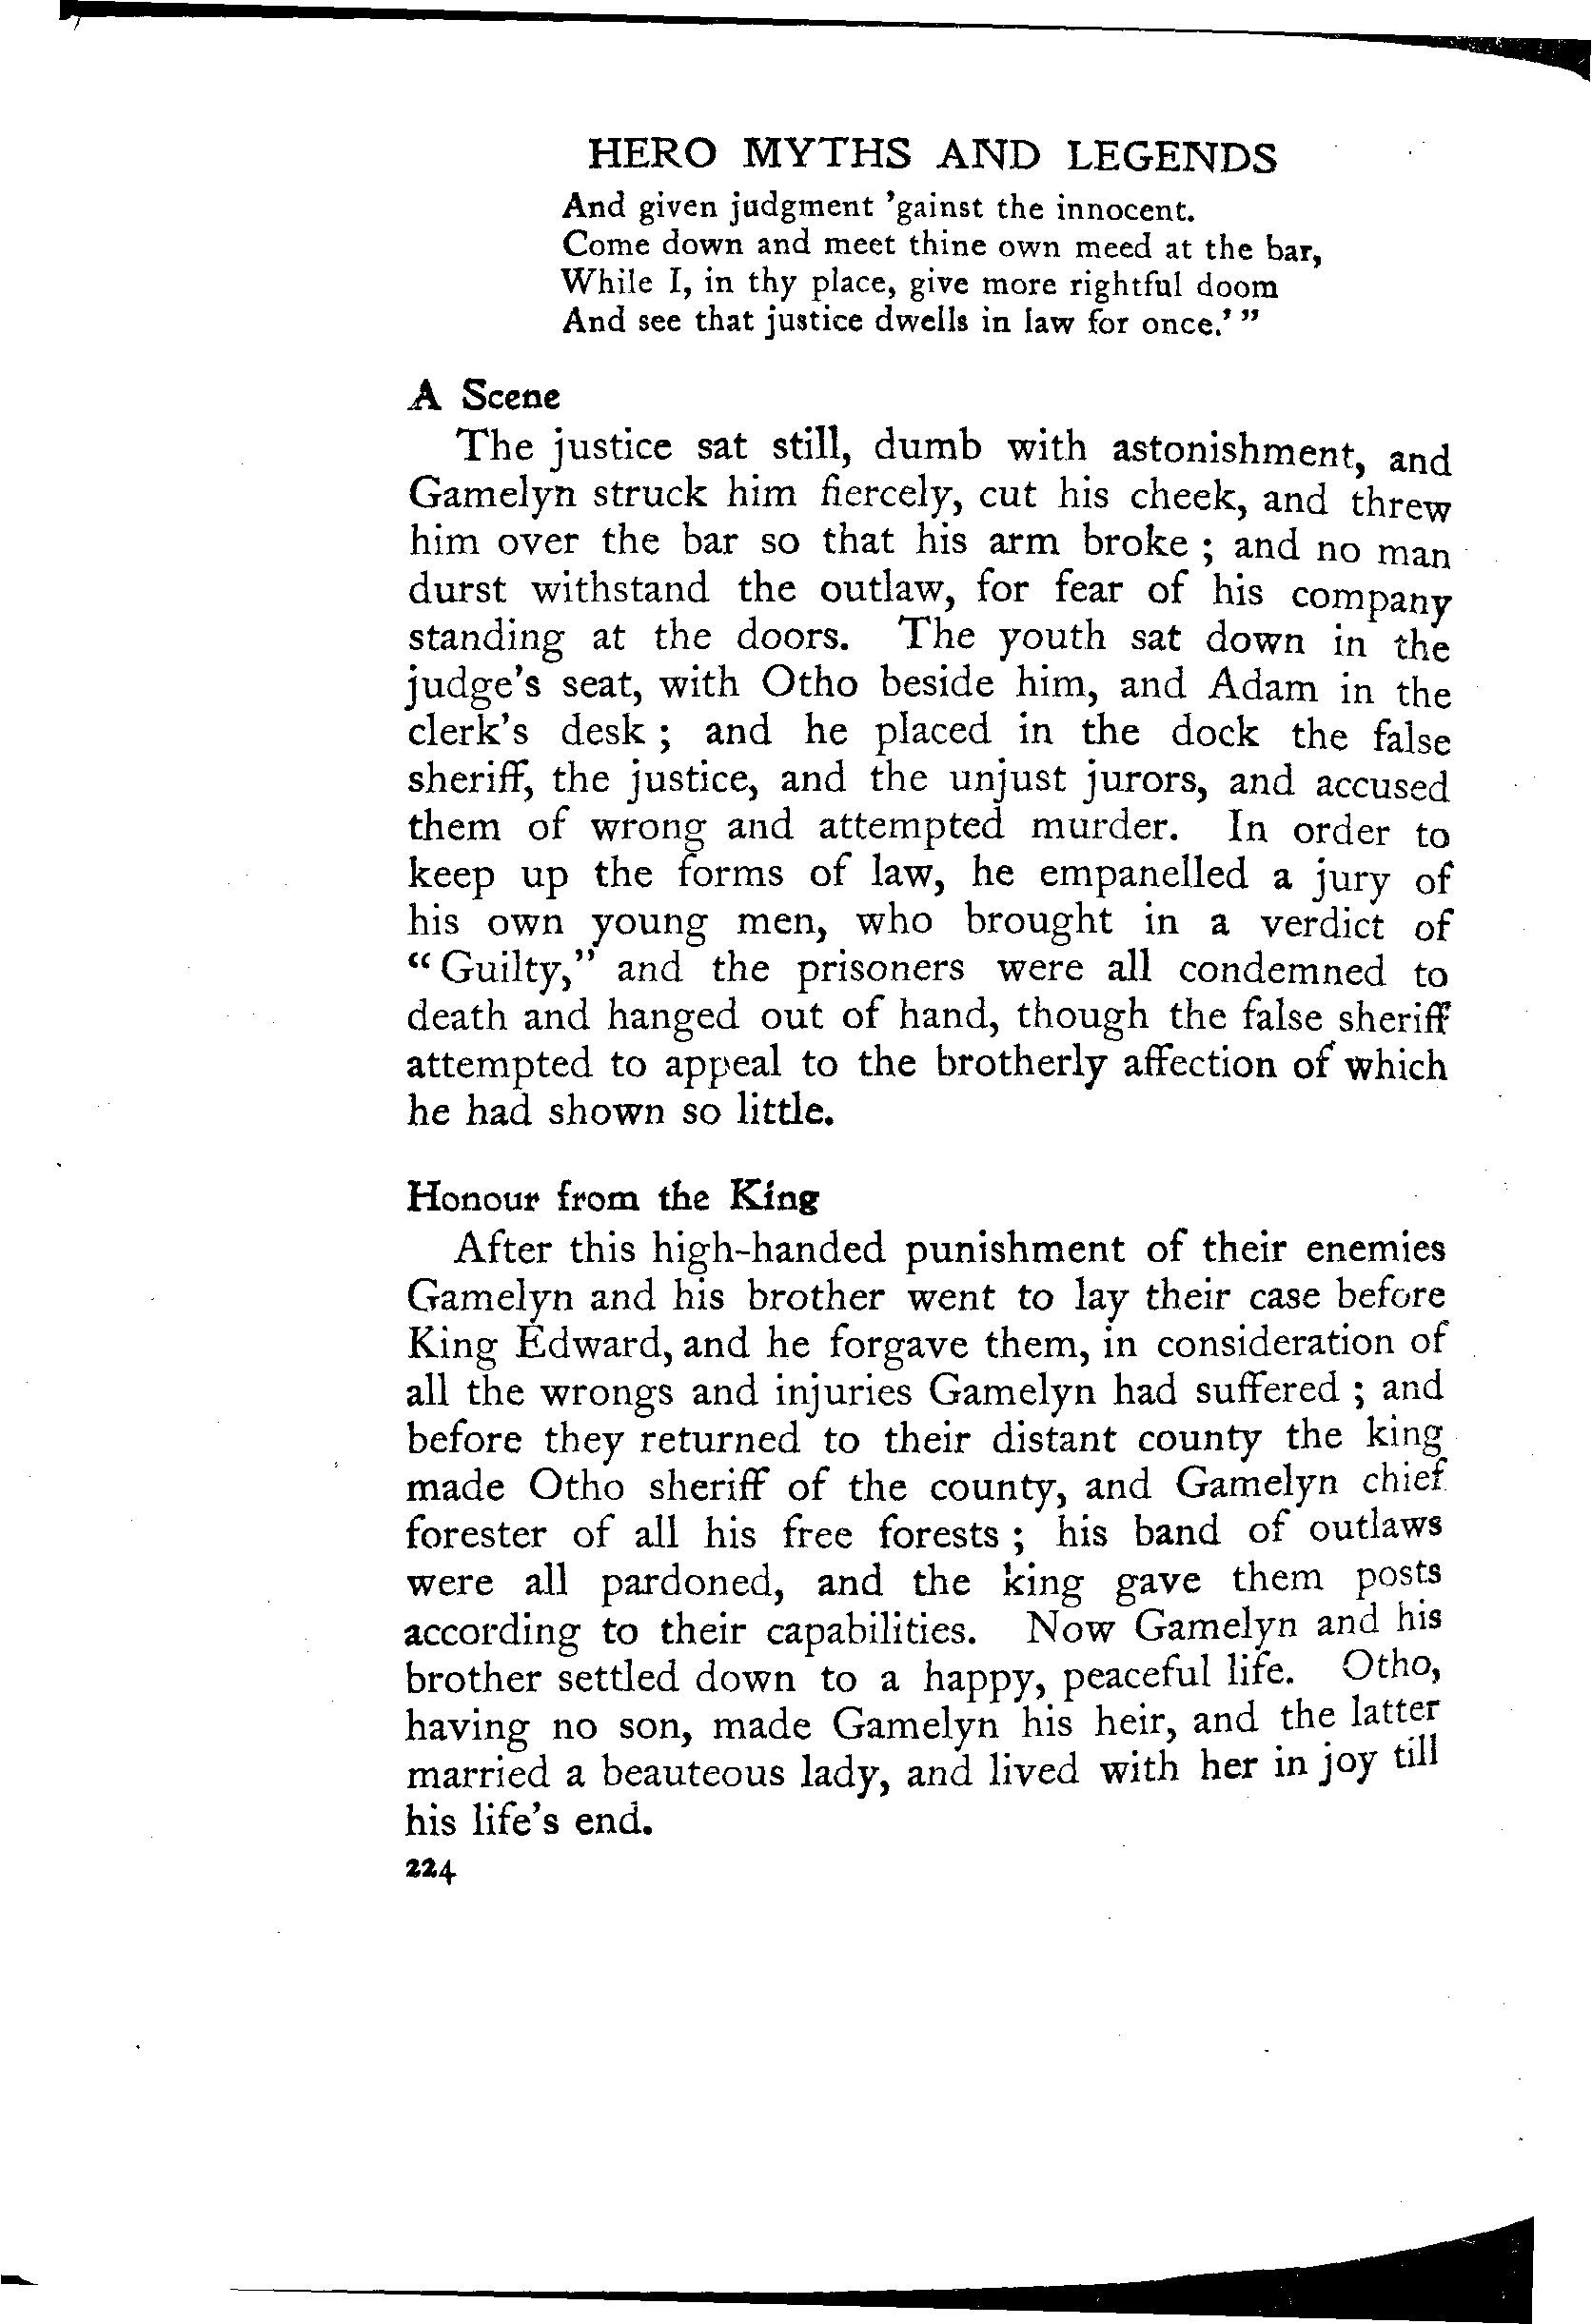 HERO MYTHS AND LEGENDS
And given judgment 'gainst the innocent.
Come down and meet thine own meed at the bar,
While I, in thy place, give more rightful doom
And see that justice dwells in law for once.' ”
A Scene
The justice sat still, dumb with astonishment, and
Gamelyn struck him fiercely, cut his cheek, and threw
him over the bar so that his arm broke ; and no man
durst withstand the outlaw, for fear of his company
standing at the doors. The youth sat down in the
judge's seat, with Otho beside him, and Adam in the
clerk's desk ; and he placed in the dock the false
sheriff, the justice, and the unjust jurors, and accused
them of wrong and attempted murder. In order to
keep up the forms of law, he empanelled a jury of
his own young men, who brought in a verdict of
“ Guilty,” and the prisoners were all condemned to
death and hanged out of hand, though the false sheriff
attempted to appeal to the brotherly affection of which
he had shown so little.
Honour from the King
After this high-handed punishment of their enemies
Gamelyn and his brother went to lay their case before
King Edward, and he forgave them, in consideration of
all the wrongs and injuries Gamelyn had suffered ; and
before they returned to their distant county the king
made Otho sheriff of the county, and Gamelyn chief
forester of all his free forests ; his band of outlaws
were all pardoned, and the king gave them posts
according to their capabilities. Now Gamelyn and his
brother settled down to a happy, peaceful life. Otho,
having no son, made Gamelyn his heir, and the latter
married a beauteous lady, and lived with her in joy till
his life's end.
224